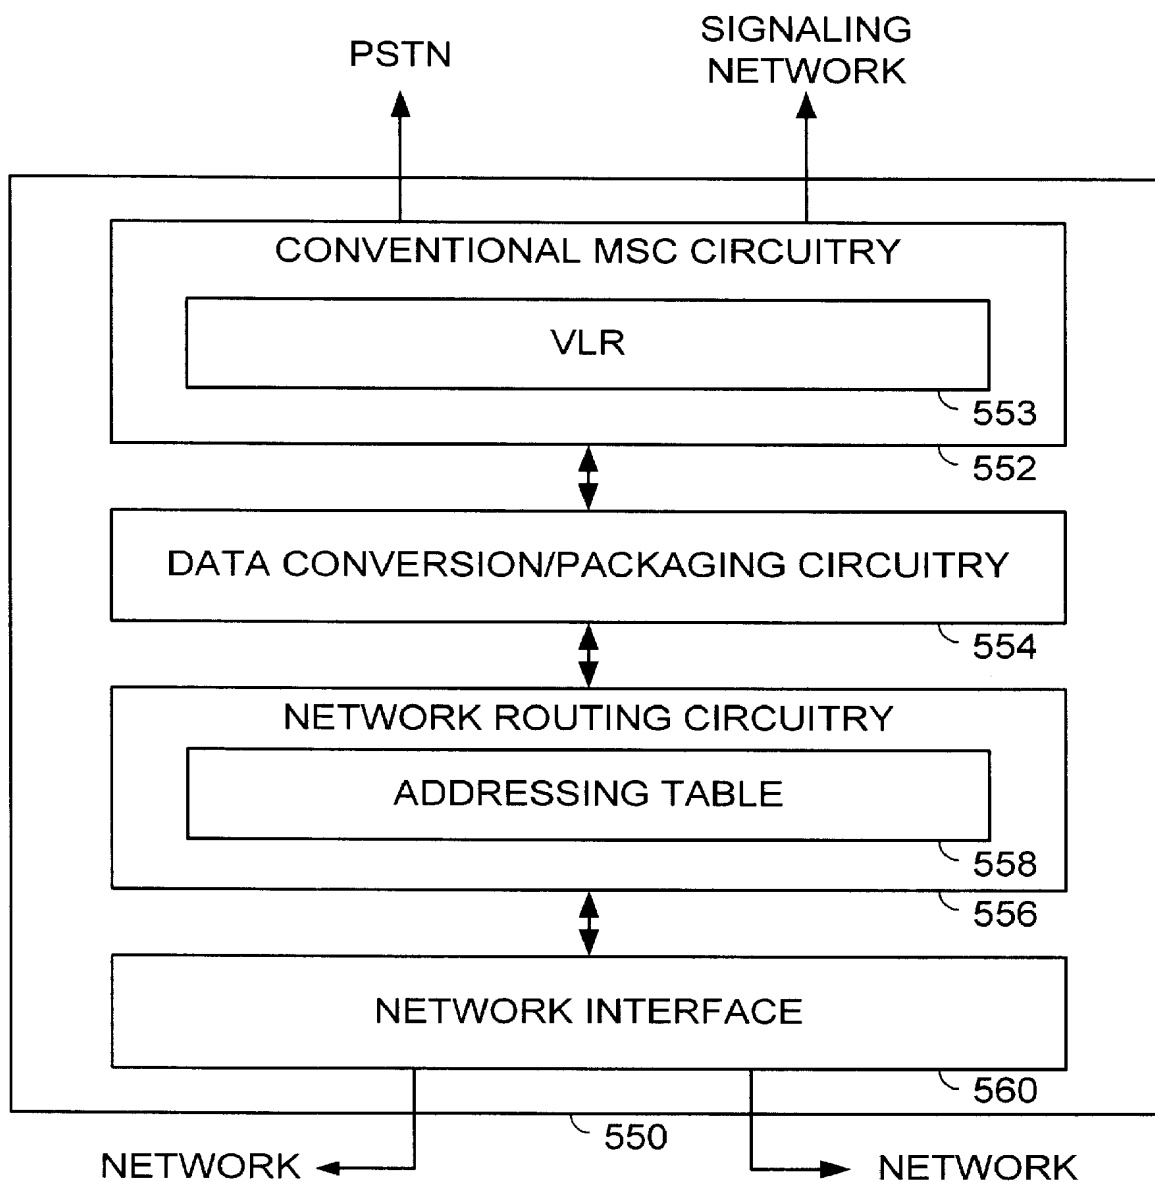 PSTN
SIGNALING
NETWORK
CONVENTIONAL MSC CIRCUITRY
VLR
553
552
DATA CONVERSION/PACKAGING CIRCUITRY
554
NETWORK ROUTING CIRCUITRY
ADDRESSING TABLE
558
556
NETWORK INTERFACE
560
550
NETWORK
NETWORK